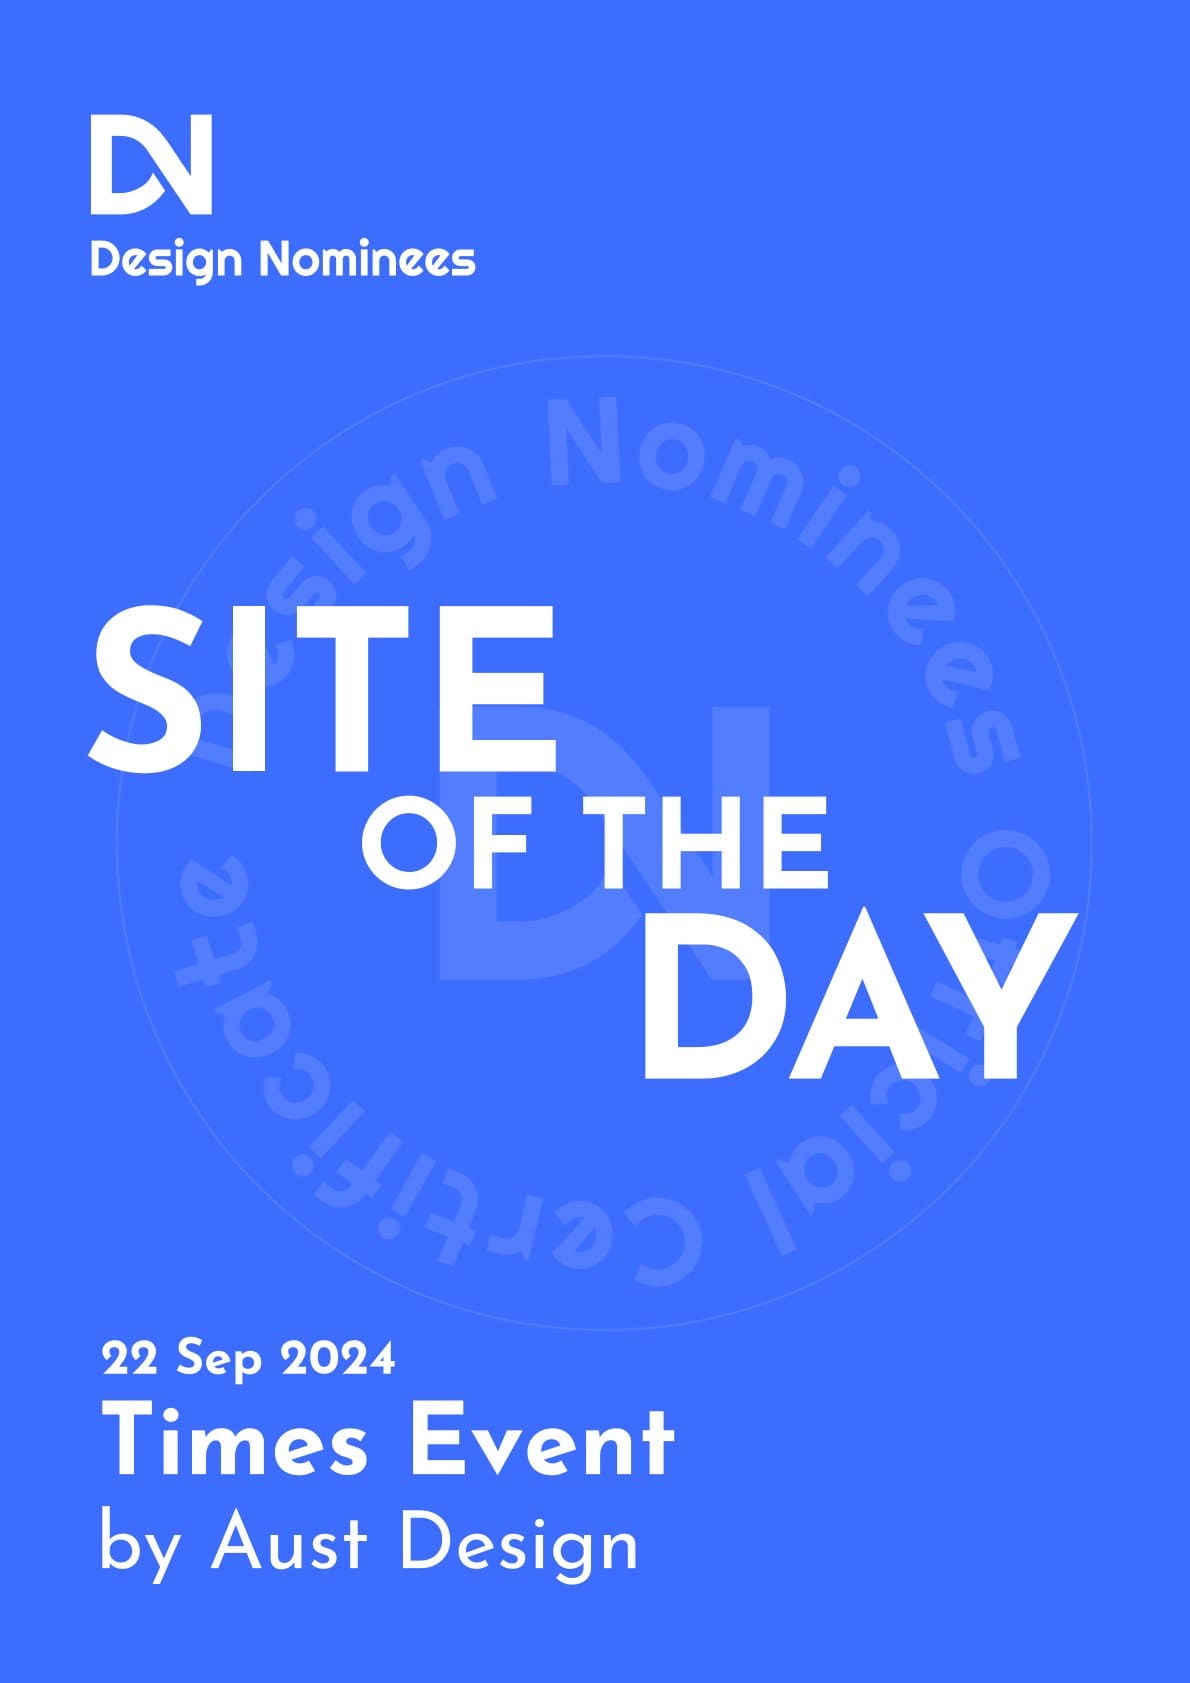 DN
Design Nominees
Design Nominees Official Certificate
SITE
DN
OF THE
DAY
22 Sep 2024
Times Event
by Aust Design